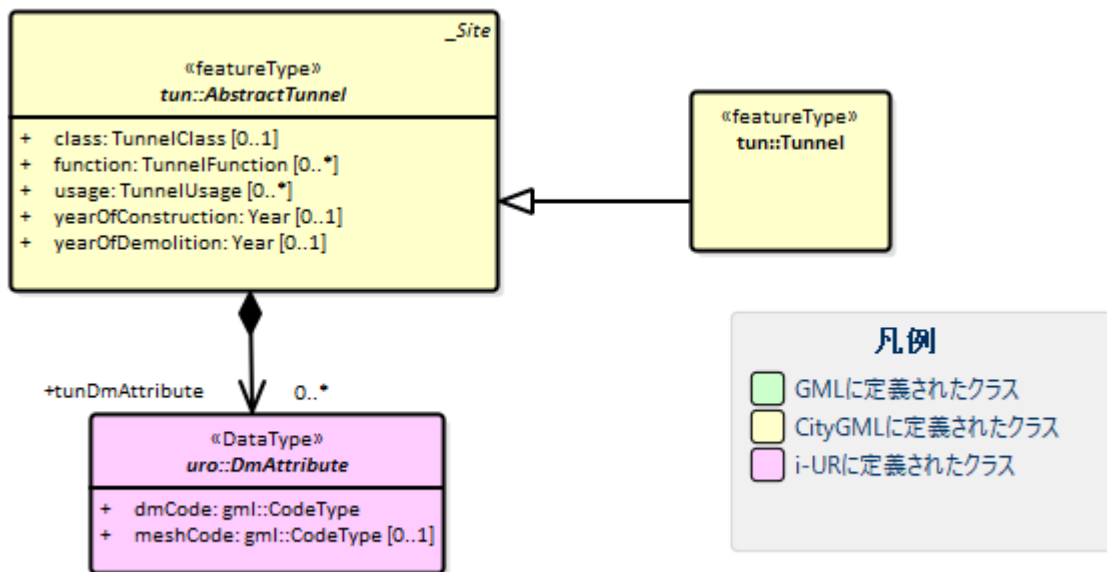 _Site
«featureType»
tun::AbstractTunnel
+ class: TunnelClass [0..1]
+ function: TunnelFunction [0..*]
+ usage: TunnelUsage [0..*]
+ yearOfConstruction: Year [0..1]
+ yearOfDemolition: Year [0..1]
«featureType»
tun::Tunnel
+tunDmAttribute 0..*
«DataType»
uro::DmAttribute
+ dmCode: gml::CodeType
+ meshCode: gml::CodeType [0..1]
凡例
GMLに定義されたクラス
CityGMLに定義されたクラス
i-URに定義されたクラス